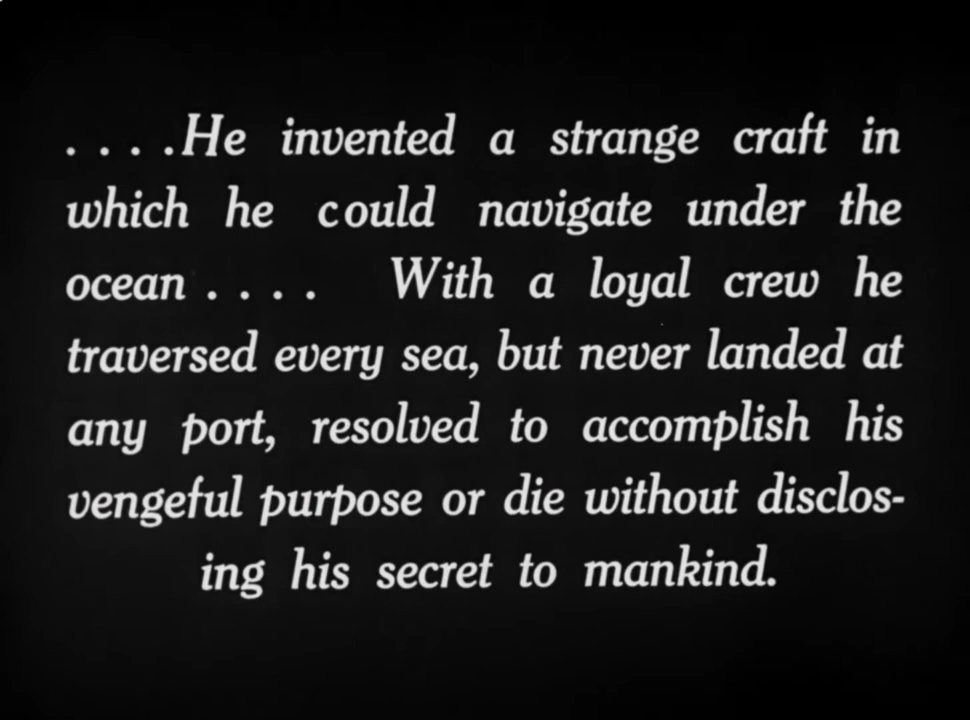 . . . .He invented a strange craft in
which he could navigate under the
ocean . . . . With a loyal crew he
traversed every sea, but never landed at
any port, resolved to accomplish his
vengeful purpose or die without disclos-
ing his secret to mankind.